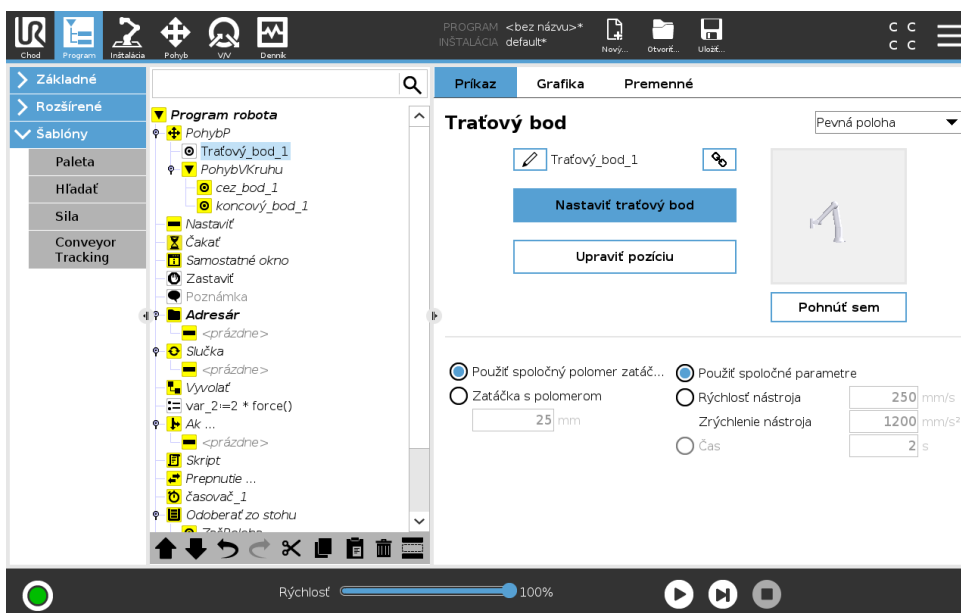 UR
Chod
Program
Inštalácia
Pohyb
V/V
Denník
PROGRAM <bez názvu>*
INŠTALÁCIA default*
Nový...
Otvoriť...
Uložiť...
C C
C C
Základné
Rozšírené
Šablóny
Paleta
Hľadať
Sila
Conveyor
Tracking
Program robota
PohybP
Traťový_bod_1
PohybVKruhu
cez_bod_1
koncový_bod_1
Nastaviť
Čakať
Samostatné okno
Zastaviť
Poznámka
Adresár
<prázdne>
Slučka
<prázdne>
Vyvolať
var_2:=2 * force()
Ak ...
<prázdne>
Skript
Prepnutie ...
časovač_1
Odoberať zo stohu
ZačPoloha
Príkaz
Grafika
Premenné
Traťový bod
Pevná poloha
Traťový_bod_1
Nastaviť traťový bod
Upraviť pozíciu
Pohnúť sem
Použiť spoločný polomer zatáč...
Zatáčka s polomerom
25 mm
Použiť spoločné parametre
Rýchlosť nástroja 250 mm/s
Zrýchlenie nástroja 1200 mm/s²
Čas 2 s
Rýchlosť 100%